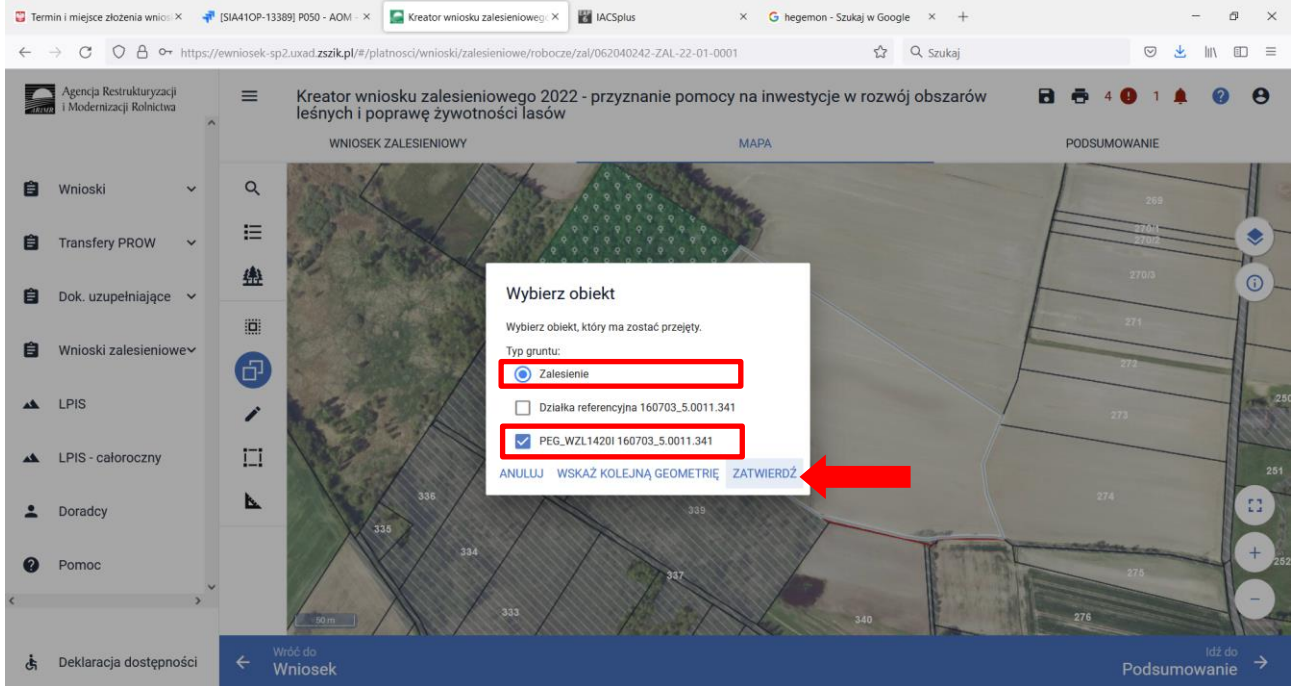 Termin i miejsce złożenia wnios
[SIA41OP-13389] P050 - AOM -
Kreator wniosku zalesieniowego
IACSplus
hegemon - Szukaj w Google
https://ewniosek-sp2.uxad.zszik.pl/#/platnosci/wnioski/zalesieniowe/robocze/zal/062040242-ZAL-22-01-0001
Szukaj
Agencja Restrukturyzacji
i Modernizacji Rolnictwa
Kreator wniosku zalesieniowego 2022 - przyznanie pomocy na inwestycje w rozwój obszarów
leśnych i poprawę żywotności lasów
4 1
WNIOSEK ZALESIENIOWY
MAPA
PODSUMOWANIE
Wnioski
Transfery PROW
Dok. uzupełniające
Wnioski zalesieniowe
LPIS
LPIS - całoroczny
Doradcy
Pomoc
Deklaracja dostępności
269
270/1
270/2
270/3
271
272
250
273
251
274
252
275
276
Wybierz obiekt
Wybierz obiekt, który ma zostać przejęty.
Typ gruntu:
Zalesienie
Działka referencyjna 160703_5.0011.341
PEG_WZL1420I 160703_5.0011.341
ANULUJ
WSKAŻ KOLEJNĄ GEOMETRIĘ
ZATWIERDŹ
336
339
335
334
337
333
340
50 m
Wróć do
Wniosek
Idź do
Podsumowanie